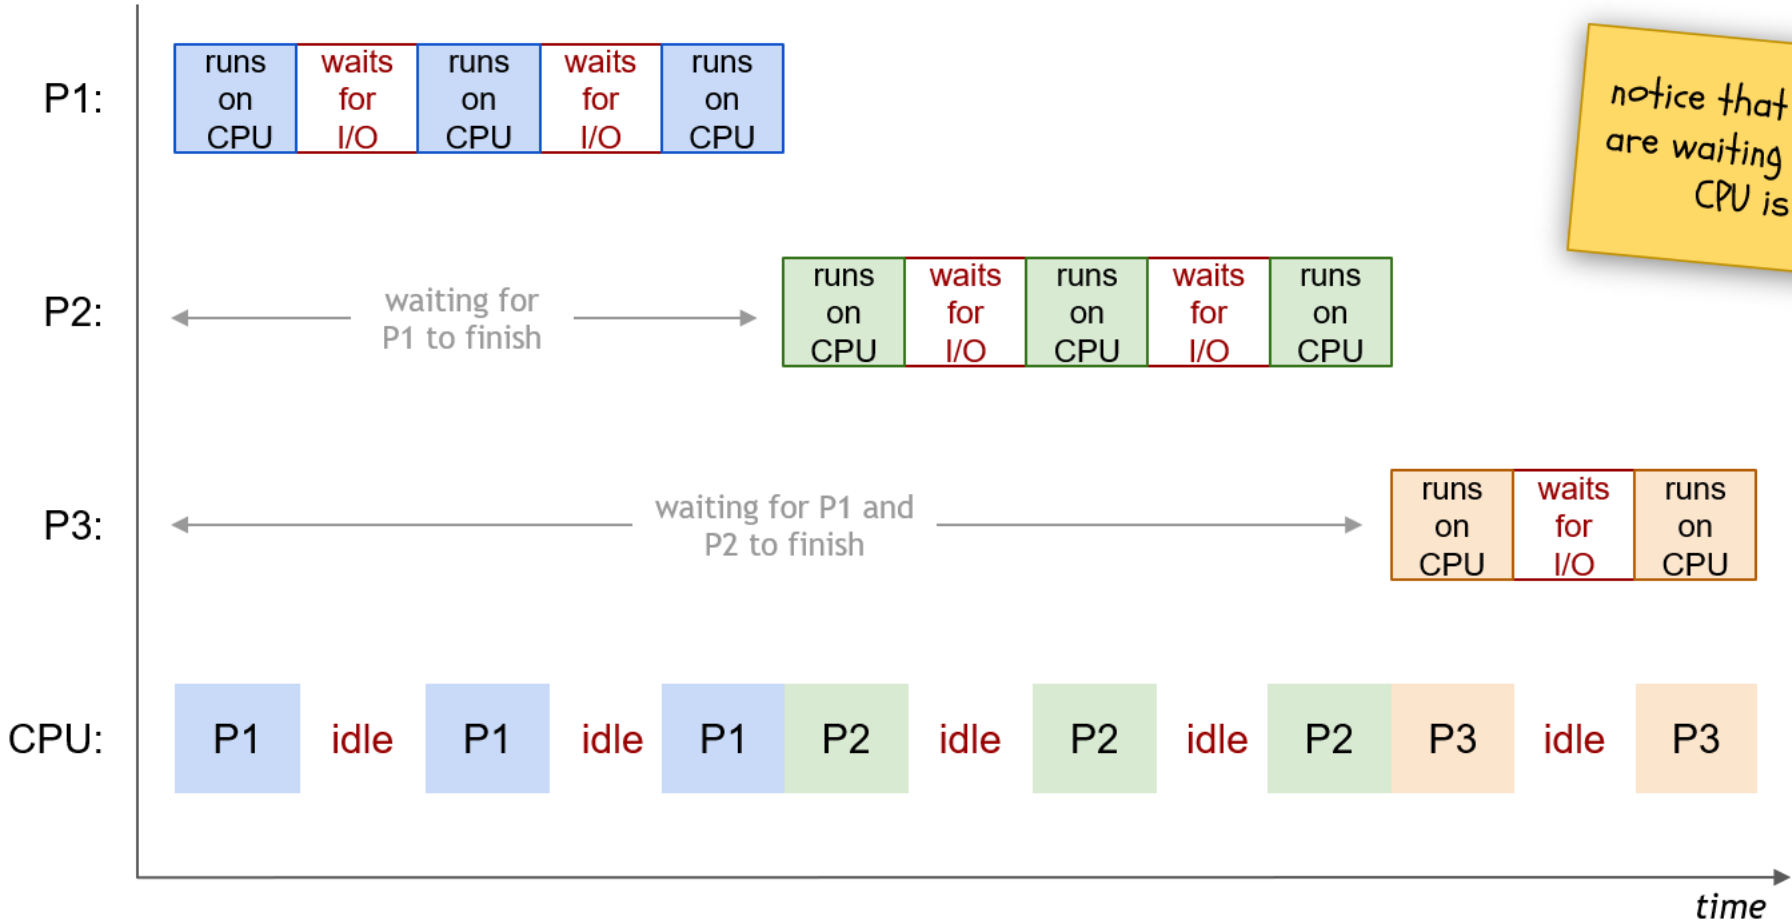 P1:
runs
on
CPU
waits
for
I/O
runs
on
CPU
waits
for
I/O
runs
on
CPU
notice that
are waiting
CPU is
P2:
waiting for
P1 to finish
runs
on
CPU
waits
for
I/O
runs
on
CPU
waits
for
I/O
runs
on
CPU
P3:
waiting for P1 and
P2 to finish
runs
on
CPU
waits
for
I/O
runs
on
CPU
CPU: P1 idle P1 idle P1 P2 idle P2 idle P2 P3 idle P3
time